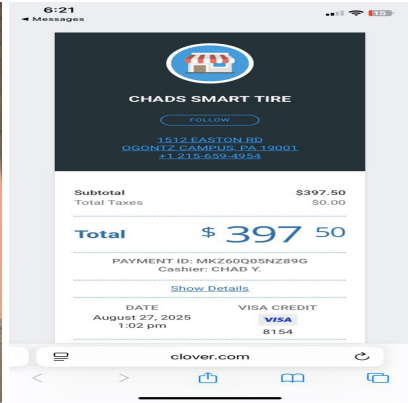 6:21
15
◄ Messages
CHADS SMART TIRE
FOLLOW
1512 EASTON RD
OGONTZ CAMPUS, PA 19001
+1 215-659-4954
Subtotal $397.50
Total Taxes $0.00
Total $ 397 50
PAYMENT ID: MKZ60Q05NZ89G
Cashier: CHAD Y.
Show Details
DATE VISA CREDIT
August 27, 2025 VISA
1:02 pm 8154
clover.com